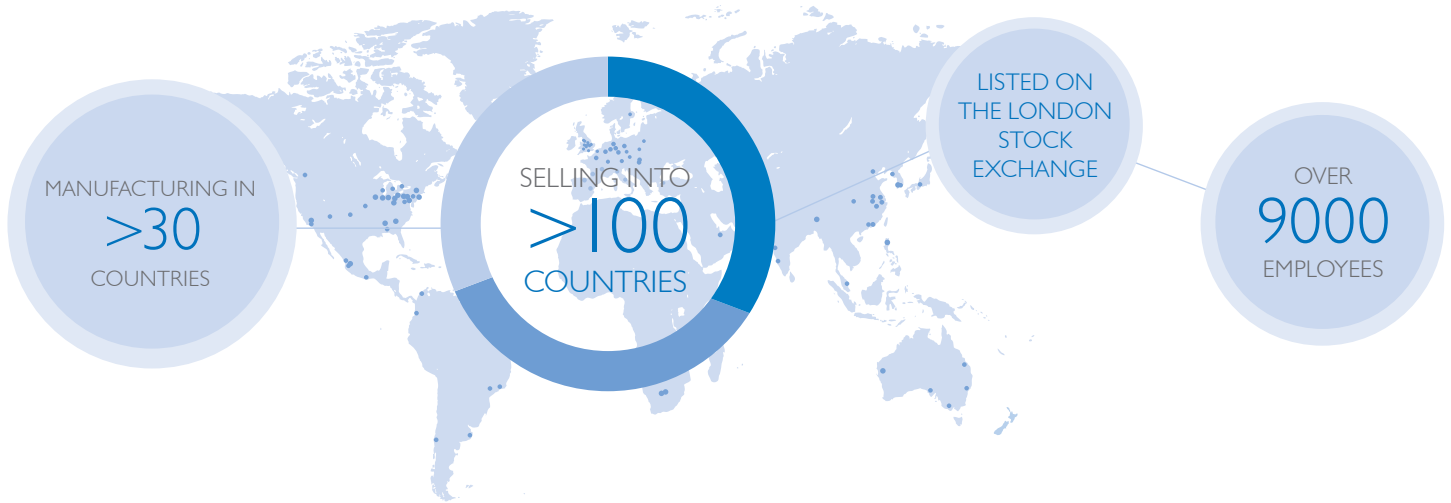 MANUFACTURING IN
>30
COUNTRIES
SELLING INTO
>100
COUNTRIES
LISTED ON
THE LONDON
STOCK
EXCHANGE
OVER
9000
EMPLOYEES